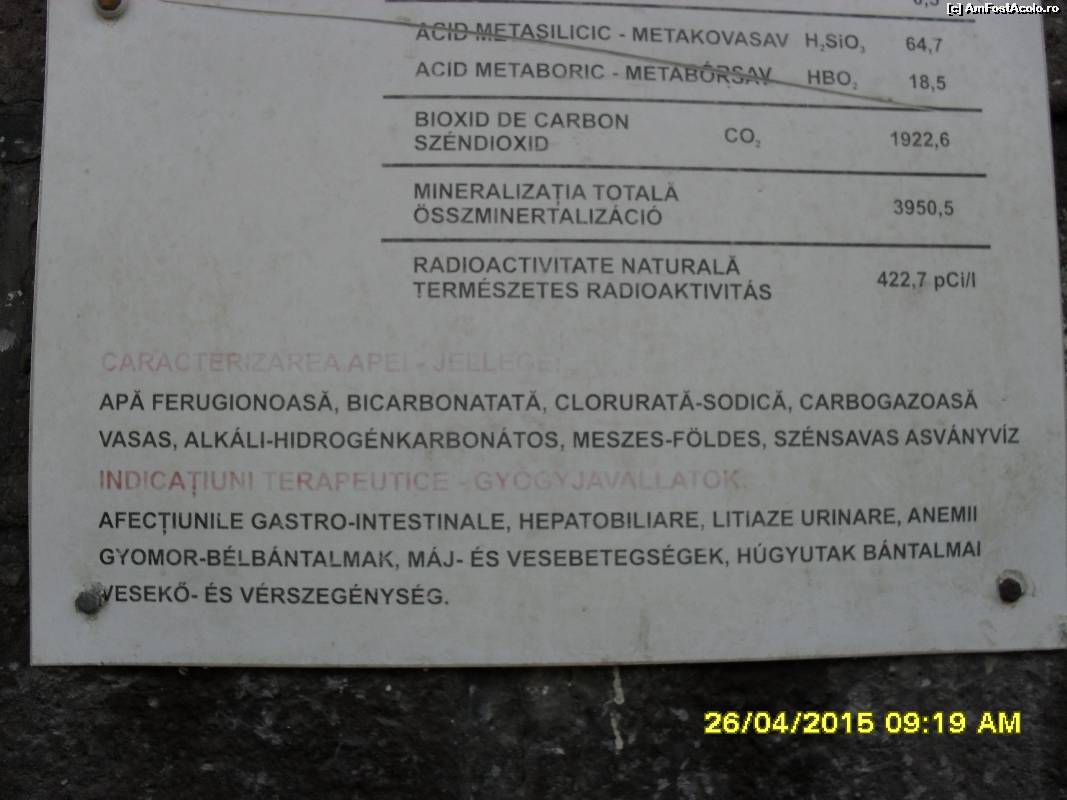 [c] AmFostAcolo.ro
ACID METASILICIC - METAKOVASAV H₂SiO₃ 64,7
ACID METABORIC - METABÓRSAV HBO₂ 18,5
BIOXID DE CARBON
SZÉNDIOXID CO₂ 1922,6
MINERALIZAȚIA TOTALĂ
ÖSSZMINERTALIZÁCIÓ 3950,5
RADIOACTIVITATE NATURALĂ
TERMÉSZETES RADIOAKTIVITÁS 422,7 pCi/l
CARACTERIZAREA APEI - JELLEGE:
APĂ FERUGIONOASĂ, BICARBONATATĂ, CLORURATĂ-SODICĂ, CARBOGAZOASĂ
VASAS, ALKÁLI-HIDROGÉNKARBONÁTOS, MESZES-FÖLDES, SZÉNSAVAS ASVÁNYVÍZ
INDICAȚIUNI TERAPEUTICE - GYÓGYJAVALLATOK:
AFECȚIUNILE GASTRO-INTESTINALE, HEPATOBILIARE, LITIAZE URINARE, ANEMII
GYOMOR-BÉLBÁNTALMAK, MÁJ- ÉS VESEBETEGSÉGEK, HÚGYUTAK BÁNTALMAI
VESEKŐ- ÉS VÉRSZEGÉNYSÉG.
26/04/2015 09:19 AM